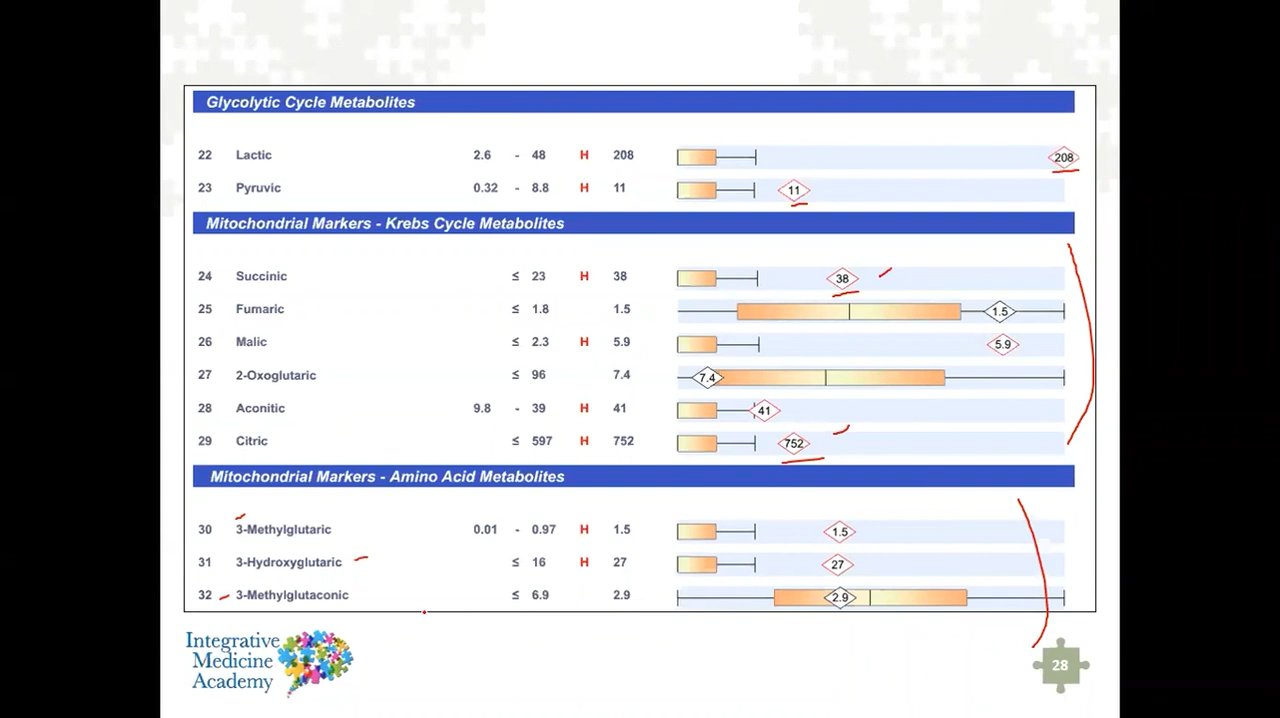 Glycolytic Cycle Metabolites
22 Lactic 2.6 - 48 H 208 208
23 Pyruvic 0.32 - 8.8 H 11 11
Mitochondrial Markers - Krebs Cycle Metabolites
24 Succinic ≤ 23 H 38 38
25 Fumaric ≤ 1.8 1.5 1.5
26 Malic ≤ 2.3 H 5.9 5.9
27 2-Oxoglutaric ≤ 96 7.4 7.4
28 Aconitic 9.8 - 39 H 41 41
29 Citric ≤ 597 H 752 752
Mitochondrial Markers - Amino Acid Metabolites
30 3-Methylglutaric 0.01 - 0.97 H 1.5 1.5
31 3-Hydroxyglutaric ≤ 16 H 27 27
32 3-Methylglutaconic ≤ 6.9 2.9 2.9
Integrative
Medicine
Academy
28